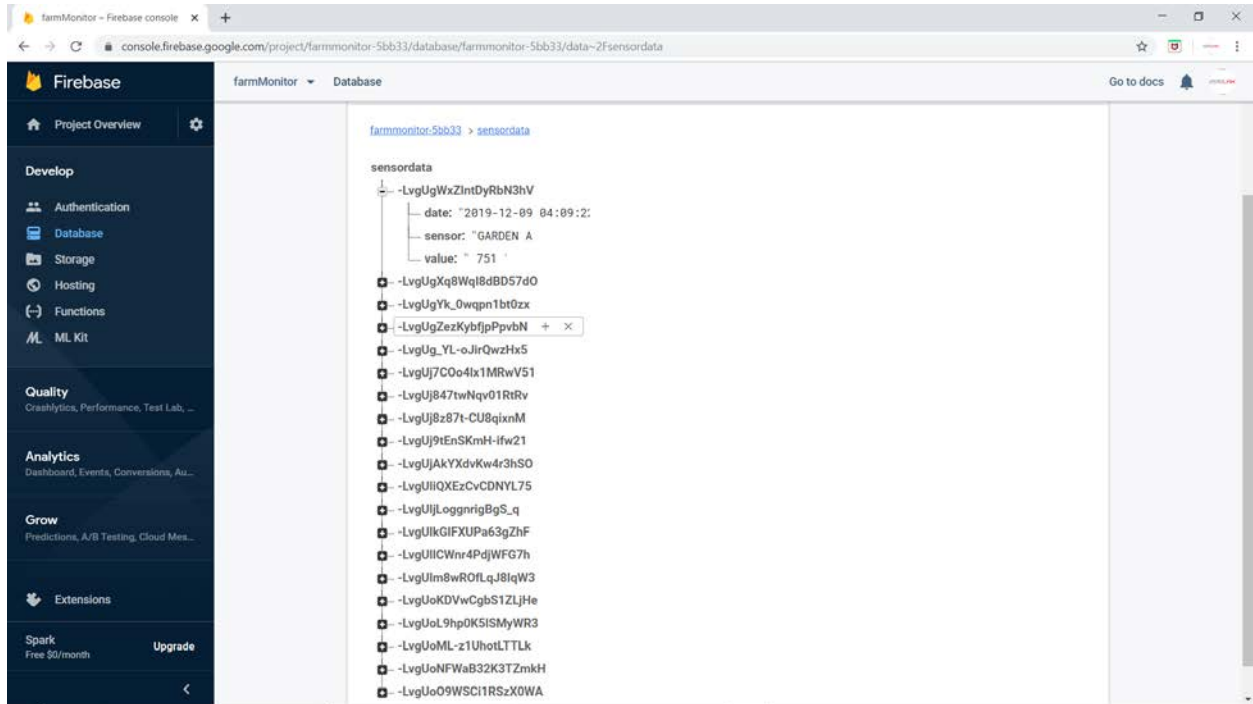 farmMonitor – Firebase console
console.firebase.google.com/project/farmmonitor-5bb33/database/farmmonitor-5bb33/data~2Fsensordata
Firebase
farmMonitor
Database
Go to docs
Project Overview
farmmonitor-5bb33 > sensordata
Develop
sensordata
-LvgUgWxZIntDyRbN3hV
Authentication
date: "2019-12-09 04:09:2
Database
sensor: "GARDEN A
Storage
value: " 751 '
Hosting
-LvgUgXq8Wql8dBD57dO
Functions
-LvgUgYk_0wqpn1bt0zx
ML Kit
-LvgUgZezKybfjpPpvbN + ×
-LvgUg_YL-oJirQwzHx5
-LvgUj7COo4lx1MRwV51
Quality
-LvgUj847twNqv01RtRv
Crashlytics, Performance, Test Lab, ...
-LvgUj8z87t-CU8qixnM
-LvgUj9tEnSKmH-ifw21
Analytics
-LvgUjAkYXdvKw4r3hSO
Dashboard, Events, Conversions, Au...
-LvgUliQXEzCvCDNYL75
-LvgUljLoggnrigBgS_q
Grow
-LvgUlkGIFXUPa63gZhF
Predictions, A/B Testing, Cloud Mes...
-LvgUllCWnr4PdjWFG7h
-LvgUlm8wROfLqJ8lqW3
Extensions
-LvgUoKDVwCgbS1ZLjHe
-LvgUoL9hp0K5ISMyWR3
Spark
Free $0/month
Upgrade
-LvgUoML-z1UhotLTTLk
-LvgUoNFWaB32K3TZmkH
-LvgUoO9WSCi1RSzX0WA